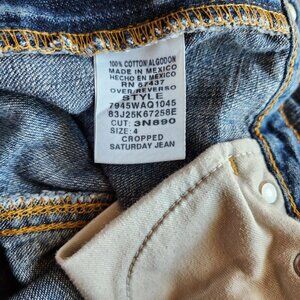 100% COTTON/ALGODON
MADE IN MEXICO
HECHO EN MEXICO
RN 67437
OVER/REVERSO
STYLE
7945WAQ1045
83J25K67258E
CUT: 3N890
SIZE: 4
CROPPED
SATURDAY JEAN